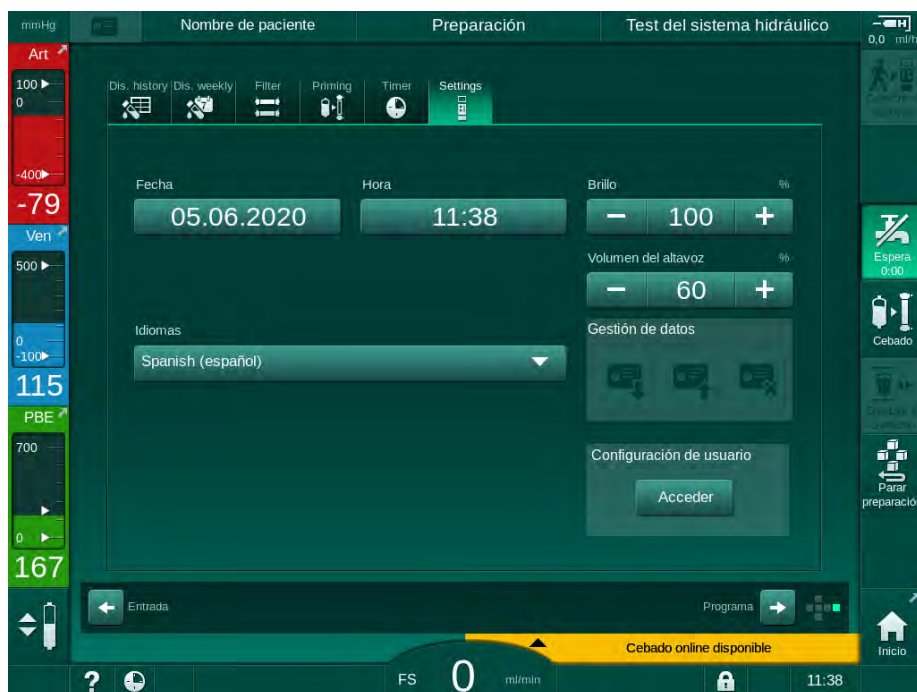 mmHg
Nombre de paciente
Preparación
Test del sistema hidráulico
0,0 ml/h
Art
100
0
-400
-79
Ven
500
0
-100
115
PBE
700
0
167
Dis. history
Dis. weekly
Filter
Priming
Timer
Settings
Fecha
Hora
Brillo %
05.06.2020
11:38
− 100 +
Volumen del altavoz %
− 60 +
Idiomas
Spanish (español)
Gestión de datos
Configuración de usuario
Acceder
Espera
0:00
Cebado
Parar
preparació
Entrada
Programa
Cebado online disponible
Inicio
?
FS 0 ml/min
11:38